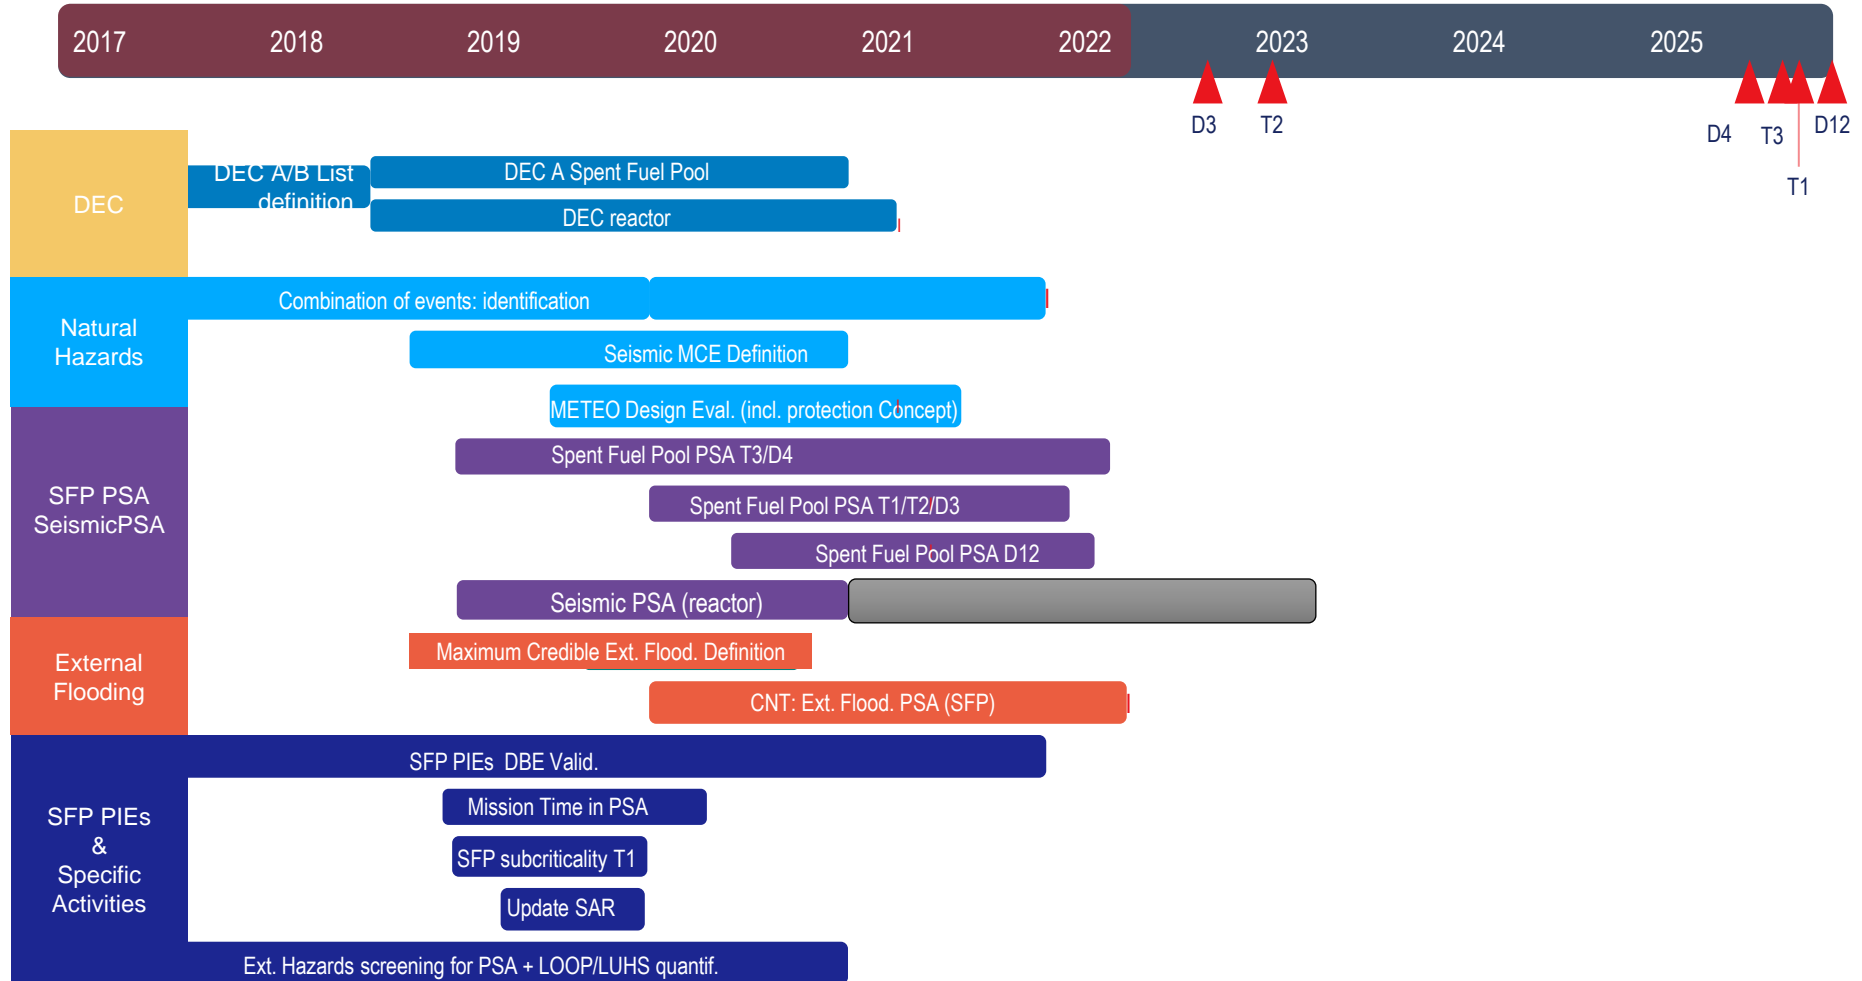 2017 2018 2019 2020 2021 2022 2023 2024 2025
D3 T2 D4 T3 D12
T1
DEC
DEC A/B List
definition
DEC A Spent Fuel Pool
DEC reactor
Natural
Hazards
Combination of events: identification
Seismic MCE Definition
METEO Design Eval. (incl. protection Concept)
SFP PSA
SeismicPSA
Spent Fuel Pool PSA T3/D4
Spent Fuel Pool PSA T1/T2/D3
Spent Fuel Pool PSA D12
Seismic PSA (reactor)
External
Flooding
Maximum Credible Ext. Flood. Definition
CNT: Ext. Flood. PSA (SFP)
SFP PIEs
&
Specific
Activities
SFP PIEs DBE Valid.
Mission Time in PSA
SFP subcriticality T1
Update SAR
Ext. Hazards screening for PSA + LOOP/LUHS quantif.